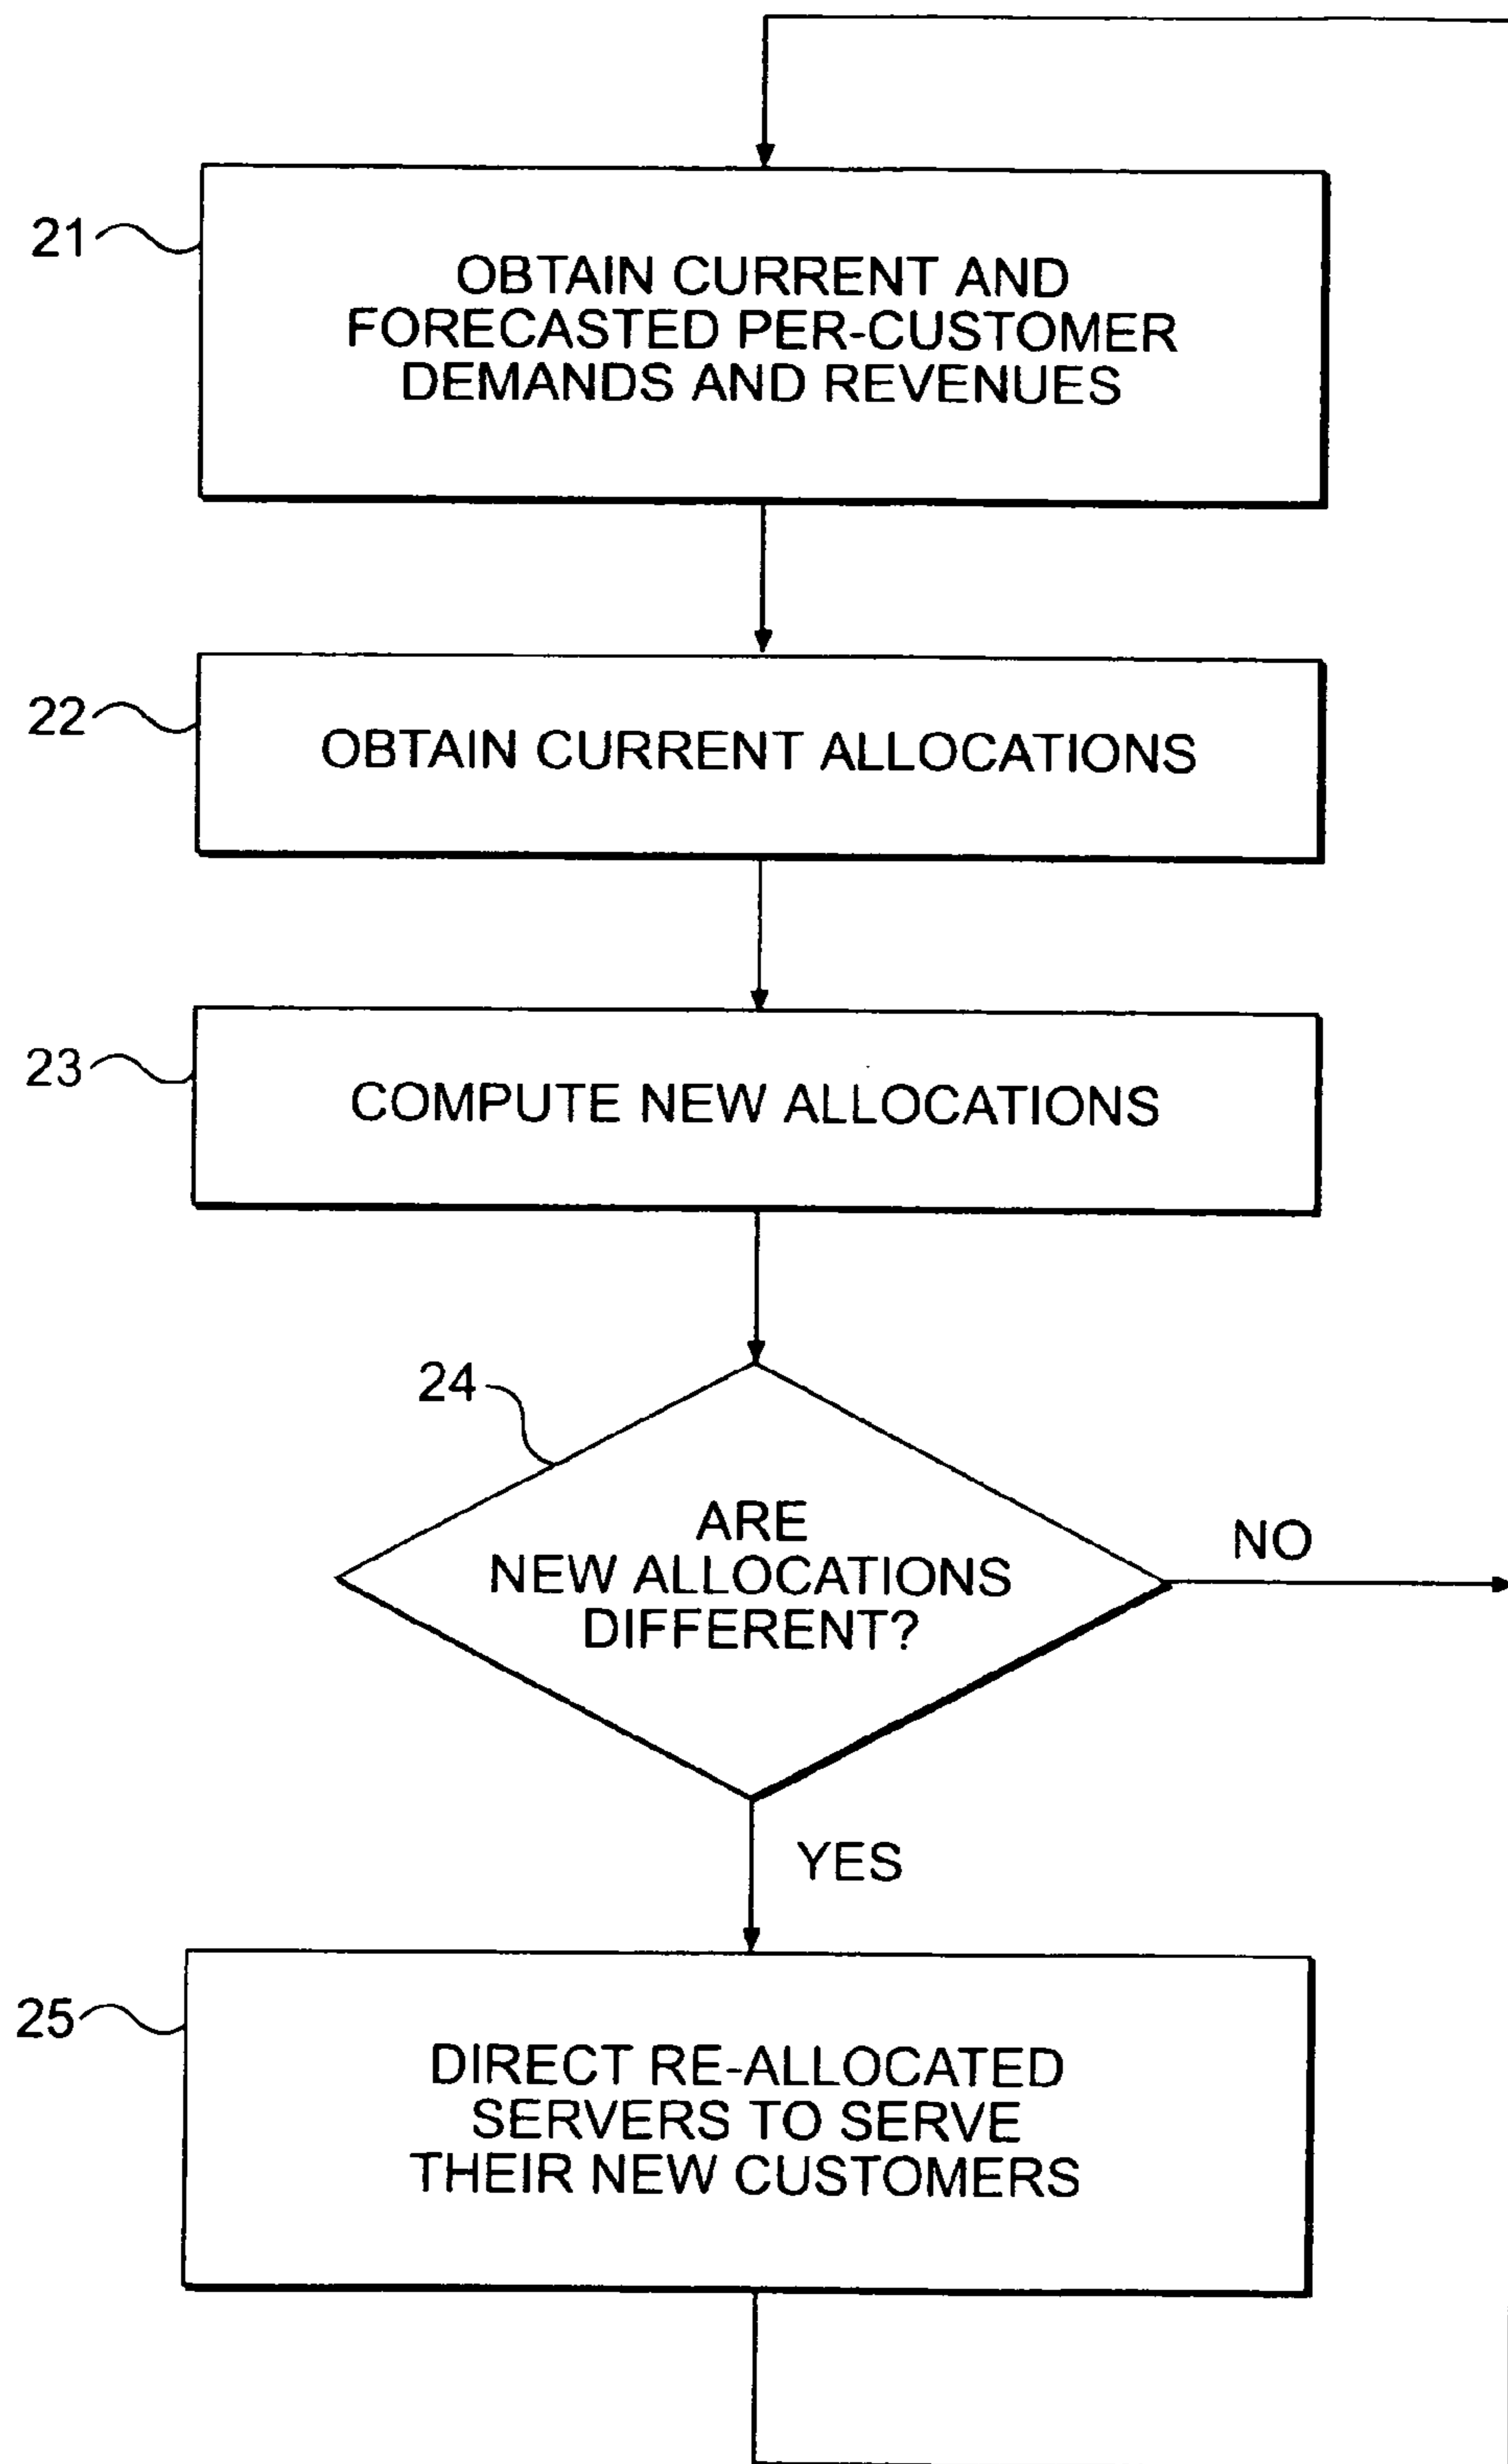 21
OBTAIN CURRENT AND
FORECASTED PER-CUSTOMER
DEMANDS AND REVENUES
22
OBTAIN CURRENT ALLOCATIONS
23
COMPUTE NEW ALLOCATIONS
24
ARE
NEW ALLOCATIONS
DIFFERENT?
NO
YES
25
DIRECT RE-ALLOCATED
SERVERS TO SERVE
THEIR NEW CUSTOMERS